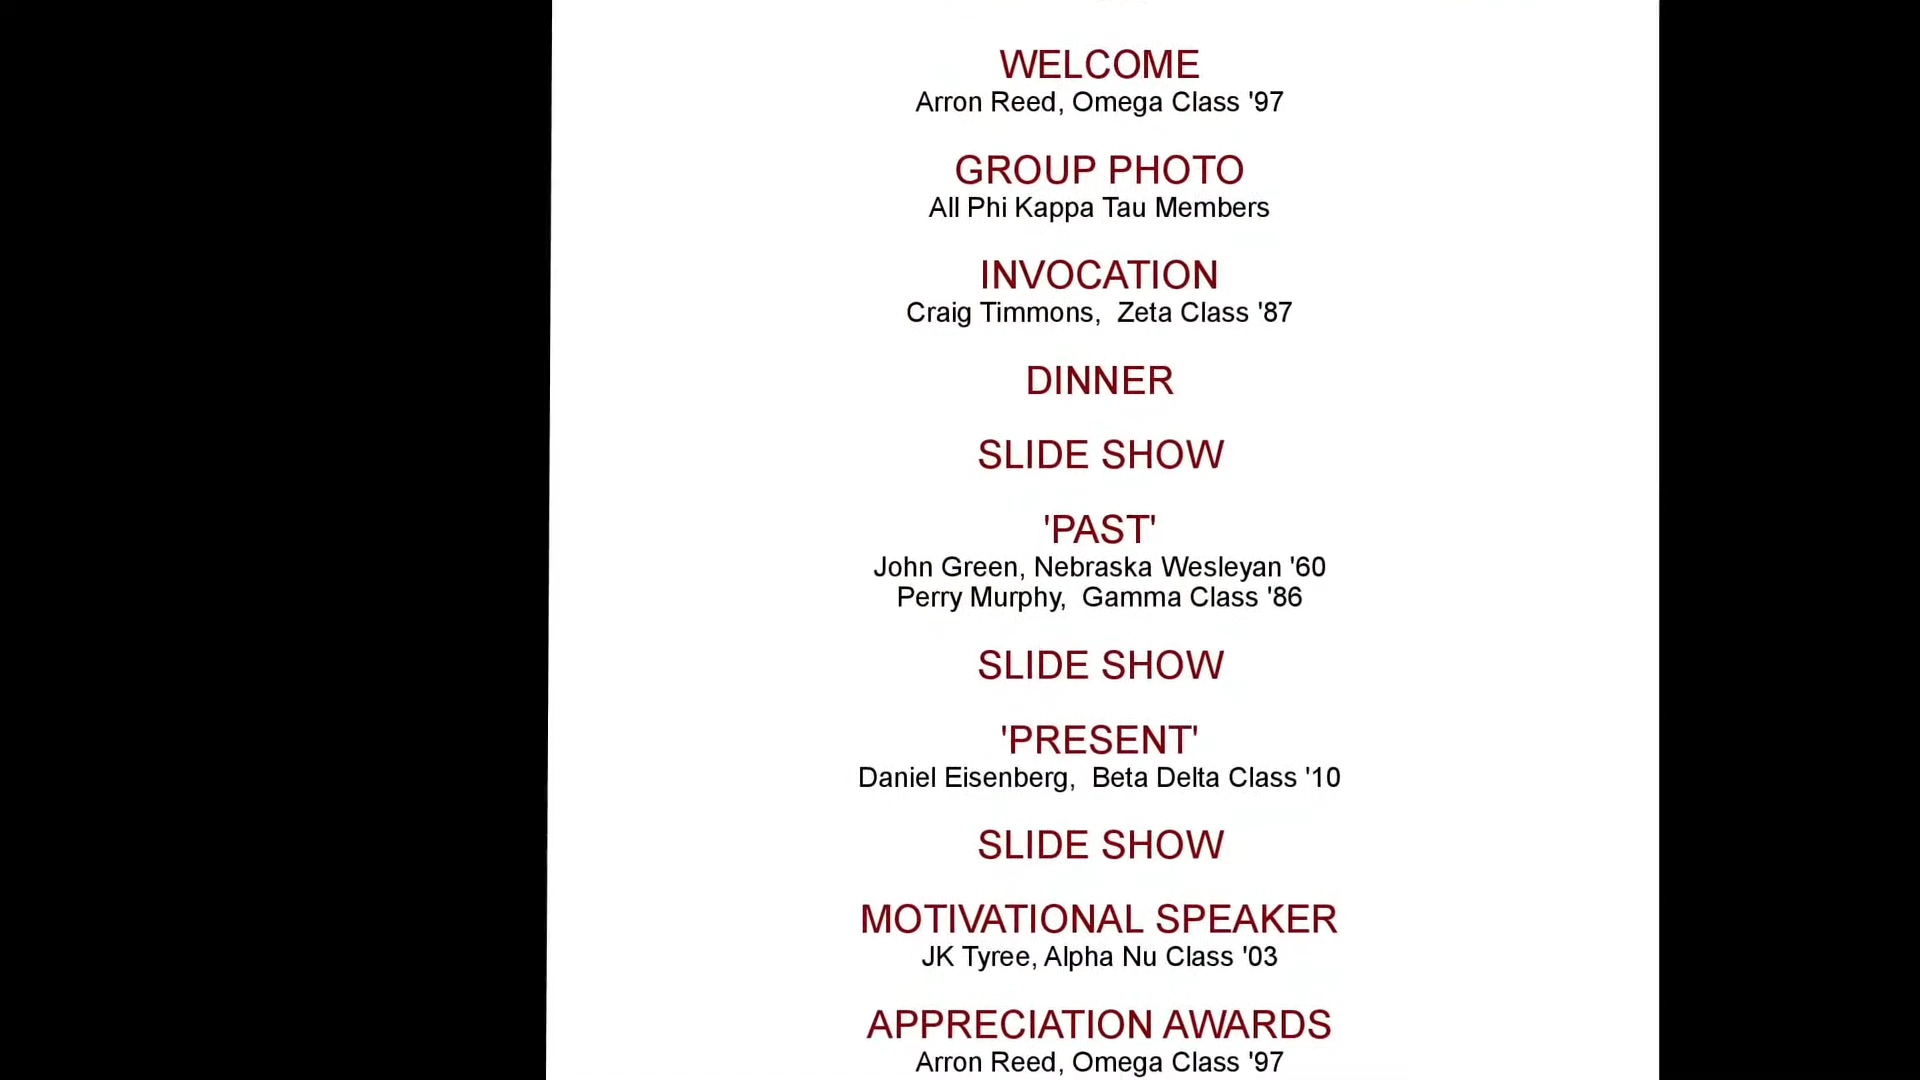 WELCOME
Arron Reed, Omega Class '97
GROUP PHOTO
All Phi Kappa Tau Members
INVOCATION
Craig Timmons,  Zeta Class '87
DINNER
SLIDE SHOW
'PAST'
John Green, Nebraska Wesleyan '60
Perry Murphy,  Gamma Class '86
SLIDE SHOW
'PRESENT'
Daniel Eisenberg,  Beta Delta Class '10
SLIDE SHOW
MOTIVATIONAL SPEAKER
JK Tyree, Alpha Nu Class '03
APPRECIATION AWARDS
Arron Reed, Omega Class '97